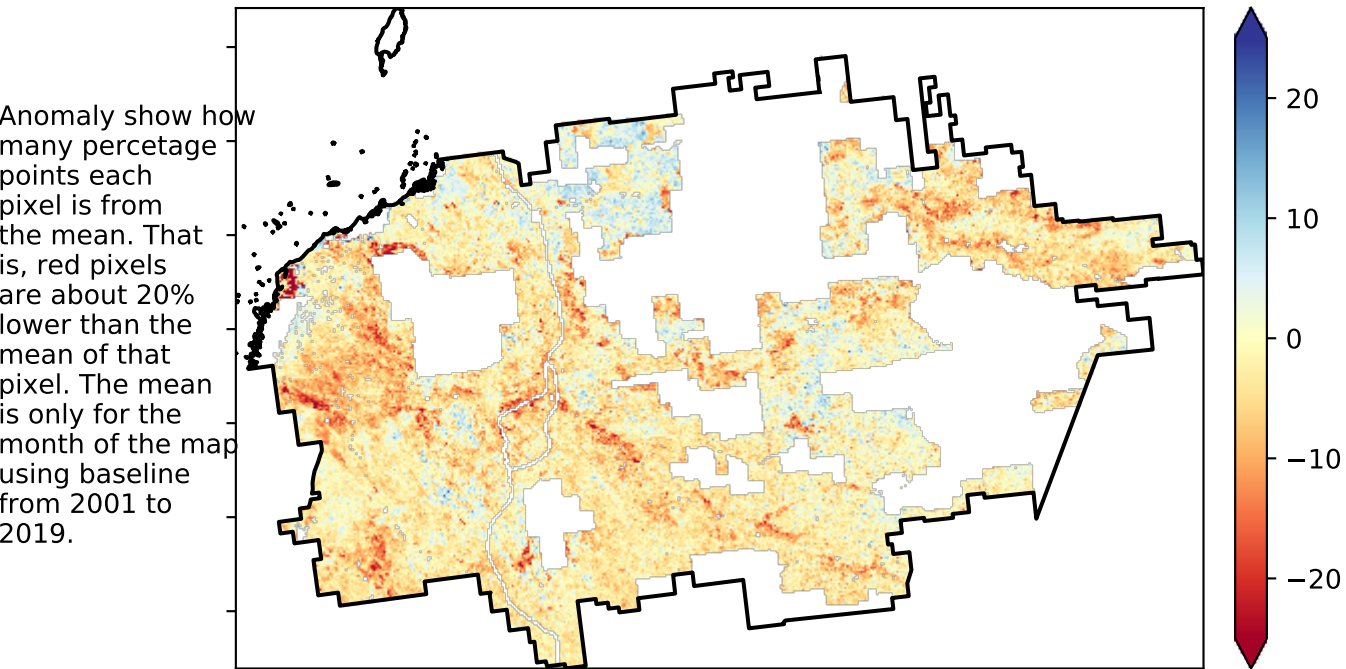 Anomaly show how
many percetage
points each
pixel is from
the mean. That
is, red pixels
are about 20%
lower than the
mean of that
pixel. The mean
is only for the
month of the map
using baseline
from 2001 to
2019.
20
10
0
−10
−20